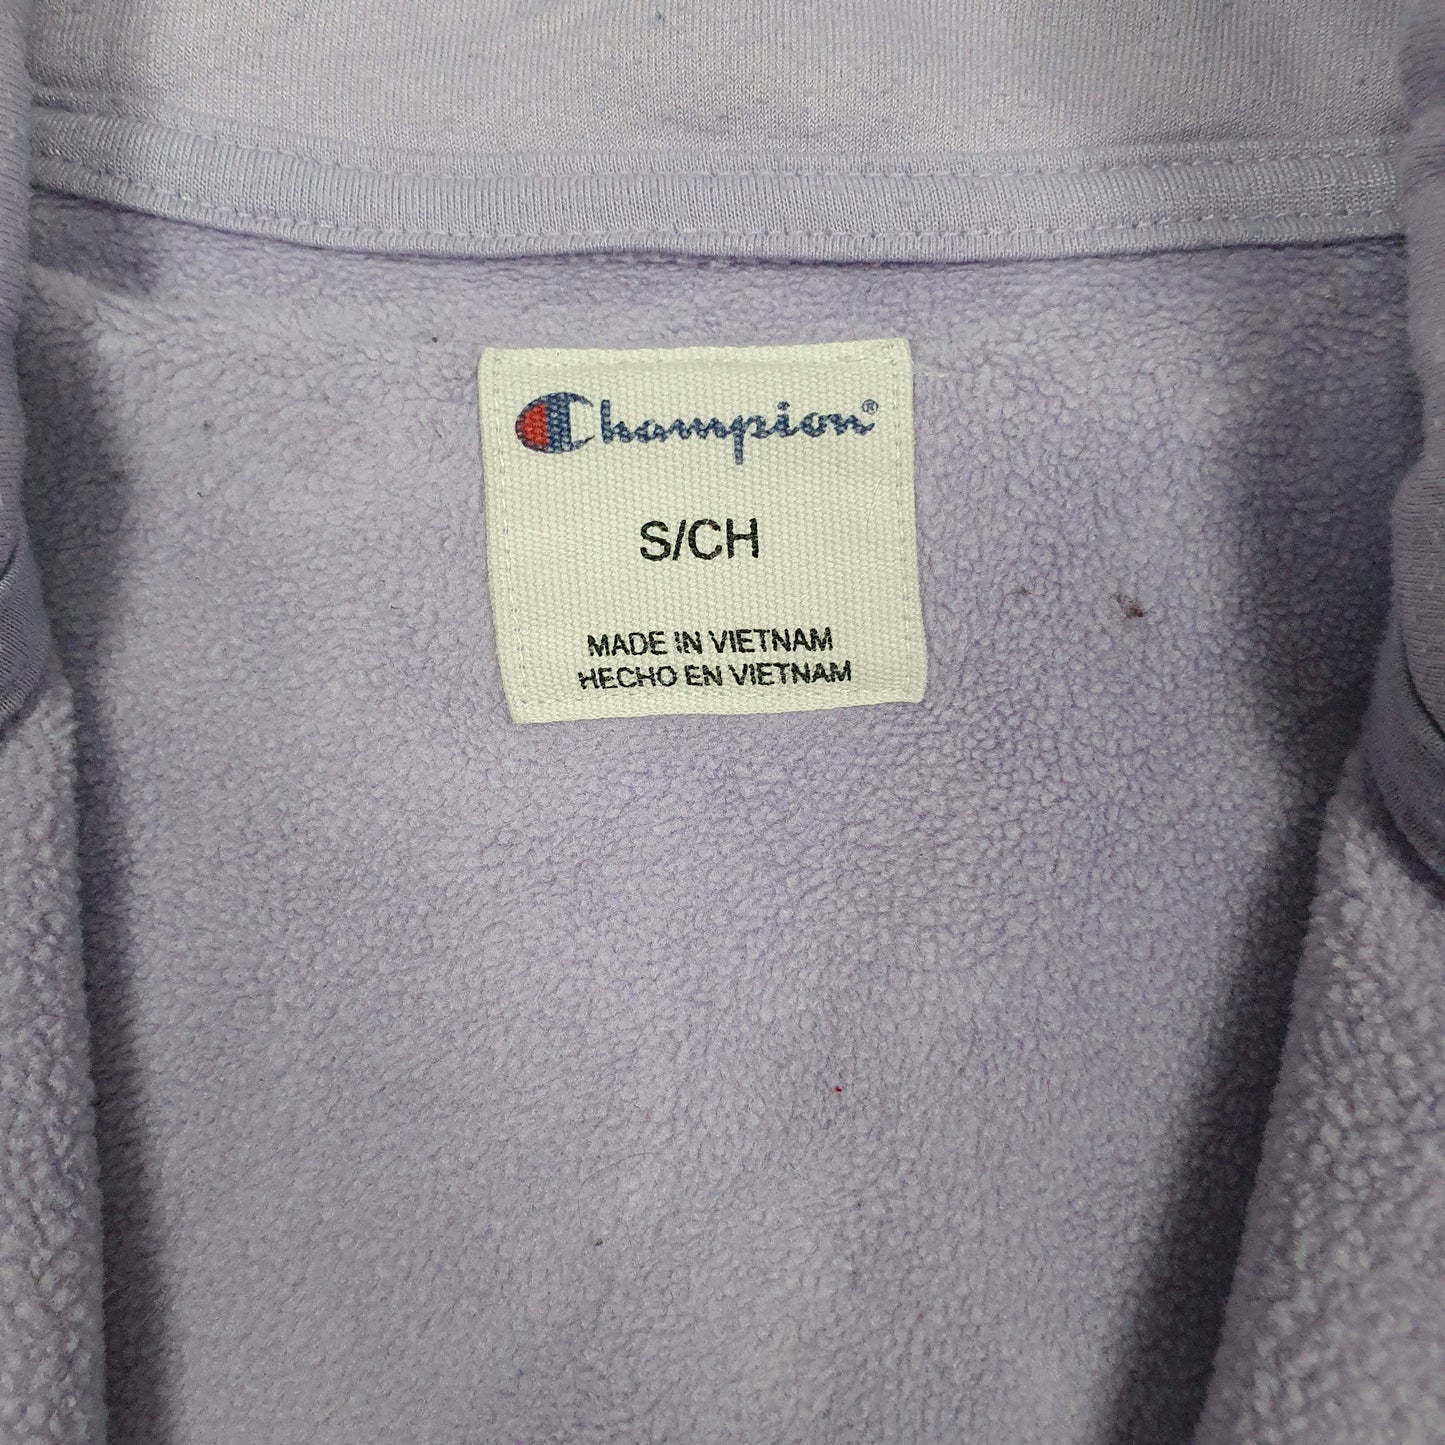 Champion®
S/CH
MADE IN VIETNAM
HECHO EN VIETNAM